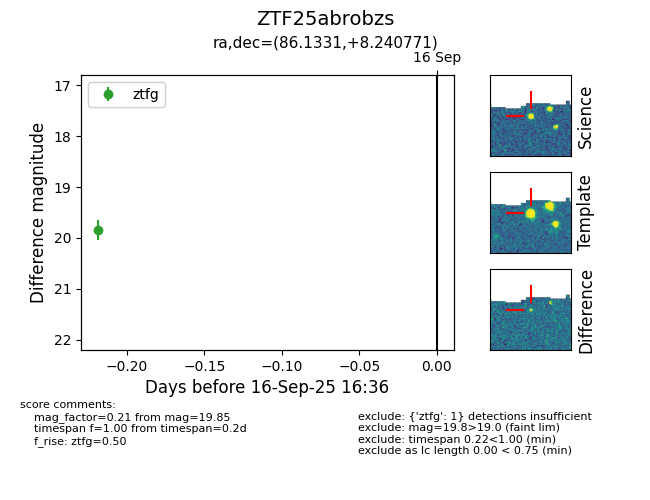 ZTF25abrobzs
ra,dec=(86.1331,+8.240771)
16 Sep
ztfg
17
18
19
20
21
22
Difference magnitude
−0.20
−0.15
−0.10
−0.05
0.00
Days before 16-Sep-25 16:36
Science
Template
Difference
score comments:
mag_factor=0.21 from mag=19.85
timespan f=1.00 from timespan=0.2d
f_rise: ztfg=0.50
exclude: {'ztfg': 1} detections insufficient
exclude: mag=19.8>19.0 (faint lim)
exclude: timespan 0.22<1.00 (min)
exclude as lc length 0.00 < 0.75 (min)